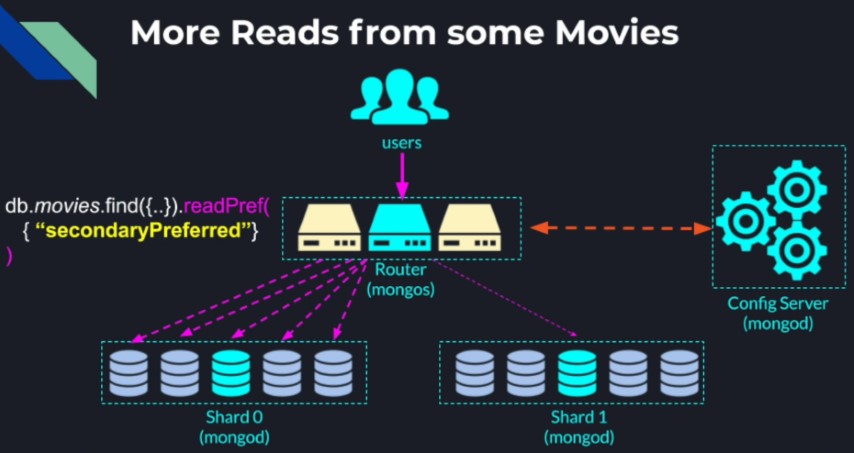 More Reads from some Movies
users
db.movies.find({..}).readPref(
{ “secondaryPreferred”}
)
Router
(mongos)
Config Server
(mongod)
Shard 0
(mongod)
Shard 1
(mongod)